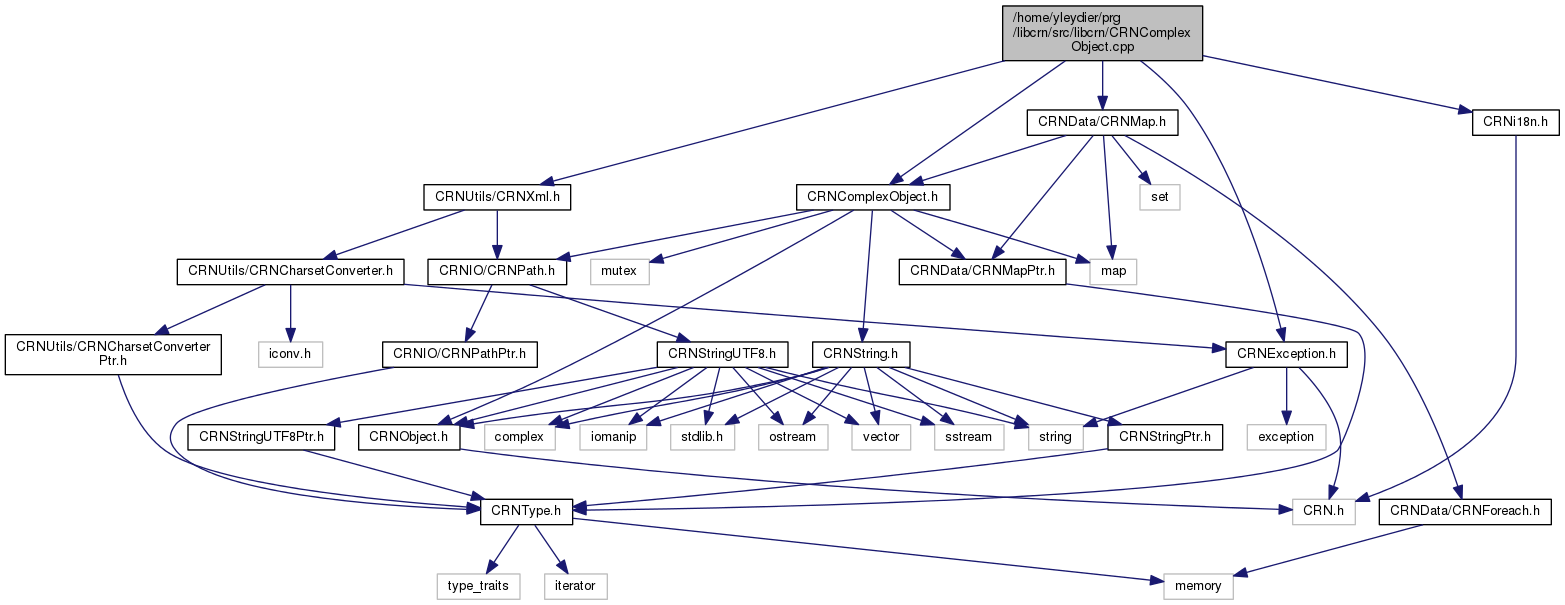 /home/yleydier/prg
/libcrn/src/libcrn/CRNComplex
Object.cpp
CRNData/CRNMap.h
CRNi18n.h
CRNUtils/CRNXml.h
CRNComplexObject.h
set
CRNUtils/CRNCharsetConverter.h
CRNIO/CRNPath.h
mutex
CRNData/CRNMapPtr.h
map
CRNUtils/CRNCharsetConverter
Ptr.h
iconv.h
CRNIO/CRNPathPtr.h
CRNStringUTF8.h
CRNString.h
CRNException.h
CRNStringUTF8Ptr.h
CRNObject.h
complex
iomanip
stdlib.h
ostream
vector
sstream
string
CRNStringPtr.h
exception
CRNType.h
CRN.h
CRNData/CRNForeach.h
type_traits
iterator
memory